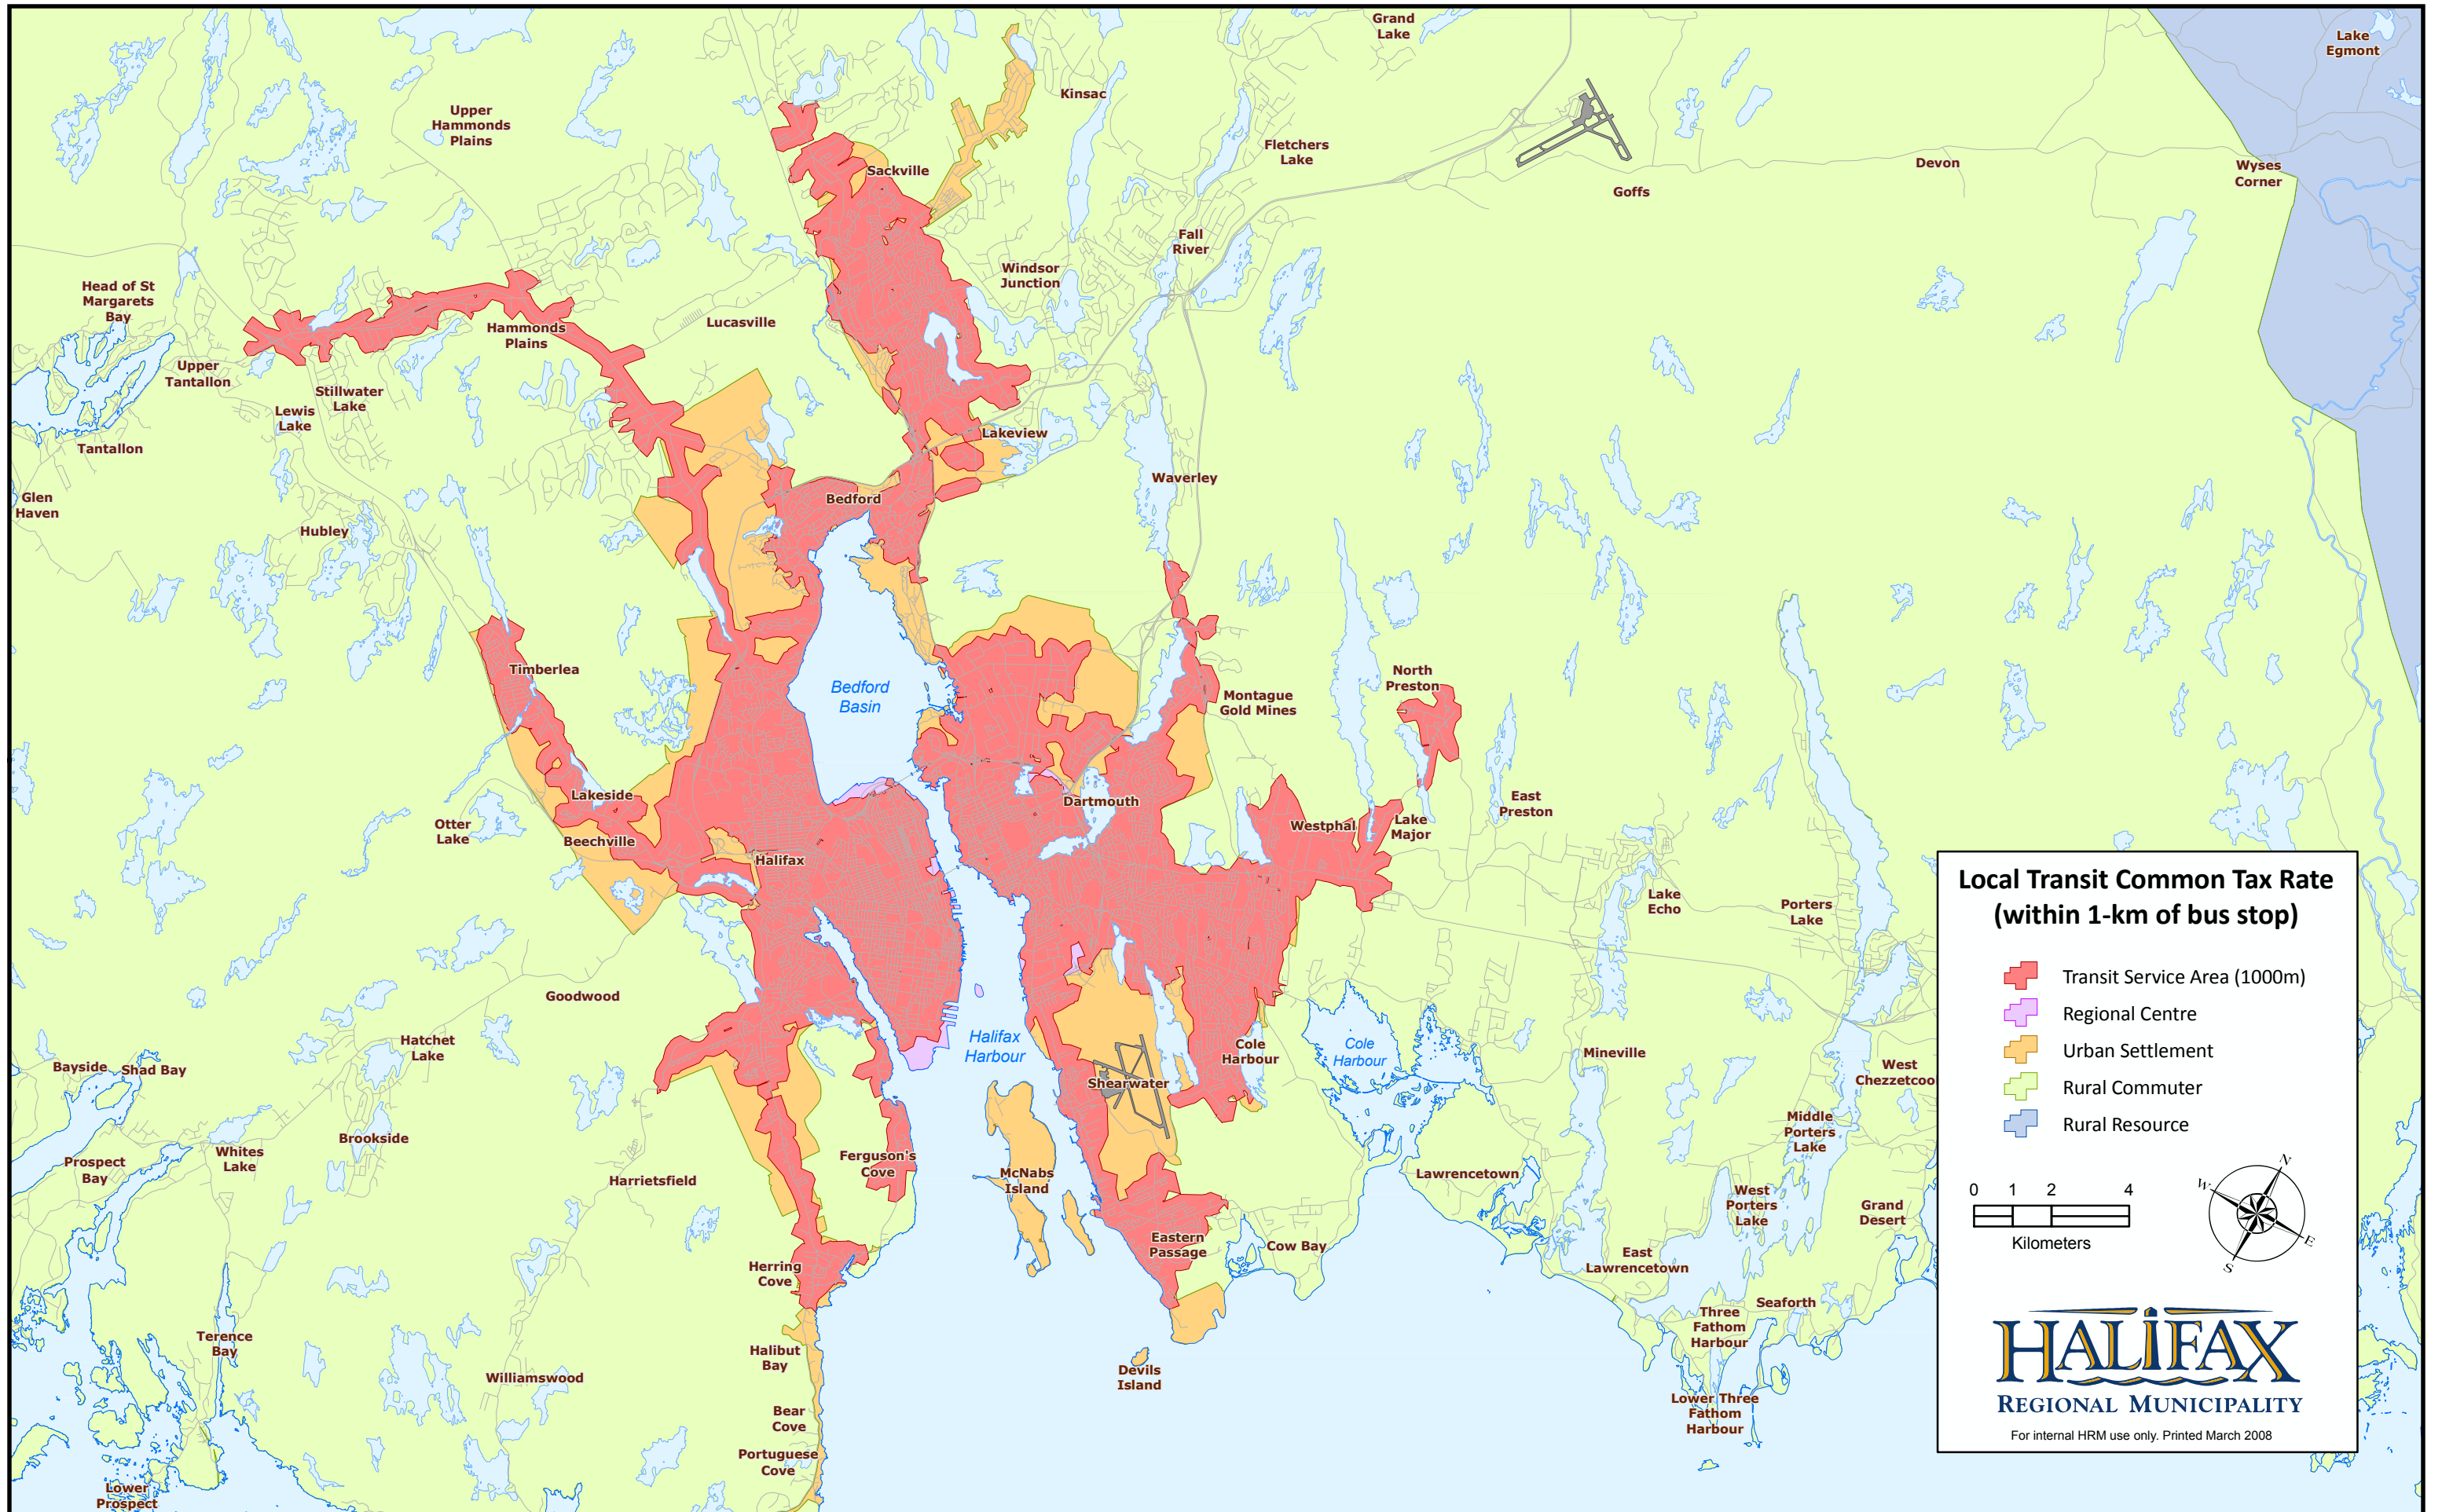 Grand
Lake
Lake
Egmont
Kinsac
Upper
Hammonds
Plains
Fletchers
Lake
Sackville
Devon
Wyses
Corner
Goffs
Fall
River
Windsor
Junction
Head of St
Margarets
Bay
Hammonds
Plains
Lucasville
Upper
Tantallon
Stillwater
Lake
Lewis
Lake
Tantallon
Lakeview
Waverley
Glen
Haven
Bedford
Hubley
Timberlea
Bedford
Basin
North
Preston
Montague
Gold Mines
Lakeside
Dartmouth
East
Preston
Otter
Lake
Beechville
Westphal
Lake
Major
Halifax
Lake
Echo
Porters
Lake
Goodwood
Hatchet
Lake
Halifax
Harbour
Cole
Harbour
Cole
Harbour
Mineville
West
Chezzetcoo
Bayside
Shad Bay
Shearwater
Middle
Porters
Lake
Brookside
Whites
Lake
Prospect
Bay
Ferguson's
Cove
McNabs
Island
Harrietsfield
Lawrencetown
West
Porters
Lake
Grand
Desert
Eastern
Passage
Cow Bay
East
Lawrencetown
Herring
Cove
Three
Fathom
Harbour
Seaforth
Terence
Bay
Halibut
Bay
Devils
Island
Williamswood
Lower Three
Fathom
Harbour
Bear
Cove
Portuguese
Cove
Lower
Prospect
Local Transit Common Tax Rate
(within 1-km of bus stop)
Transit Service Area (1000m)
Regional Centre
Urban Settlement
Rural Commuter
Rural Resource
0 1 2 4
Kilometers
N
W
E
S
HALIFAX
REGIONAL MUNICIPALITY
For internal HRM use only. Printed March 2008